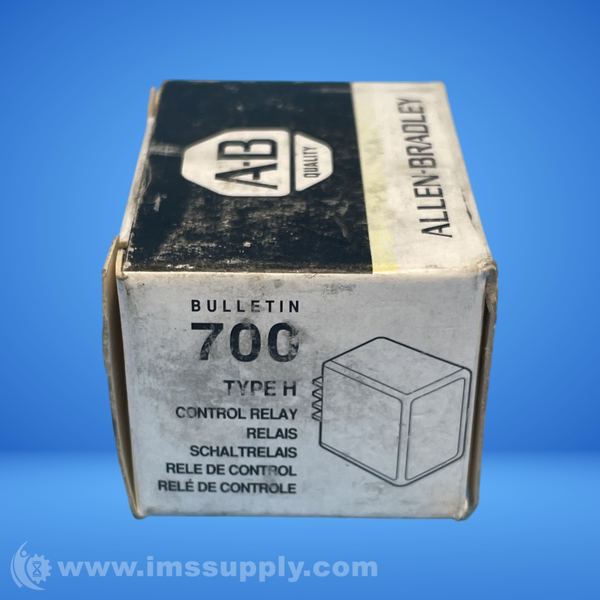 A-B
QUALITY
ALLEN-BRADLEY
BULLETIN
700
TYPE H
CONTROL RELAY
RELAIS
SCHALTRELAIS
RELE DE CONTROL
RELÉ DE CONTROLE
www.imssupply.com